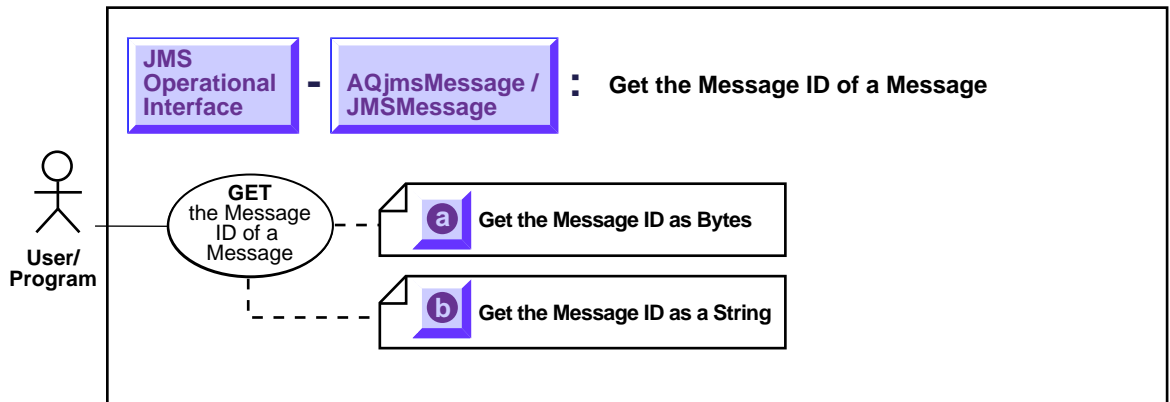 JMS
Operational
Interface
-
AQjmsMessage /
JMSMessage
:
Get the Message ID of a Message
User/
Program
GET
the Message
ID of a
Message
a
Get the Message ID as Bytes
b
Get the Message ID as a String